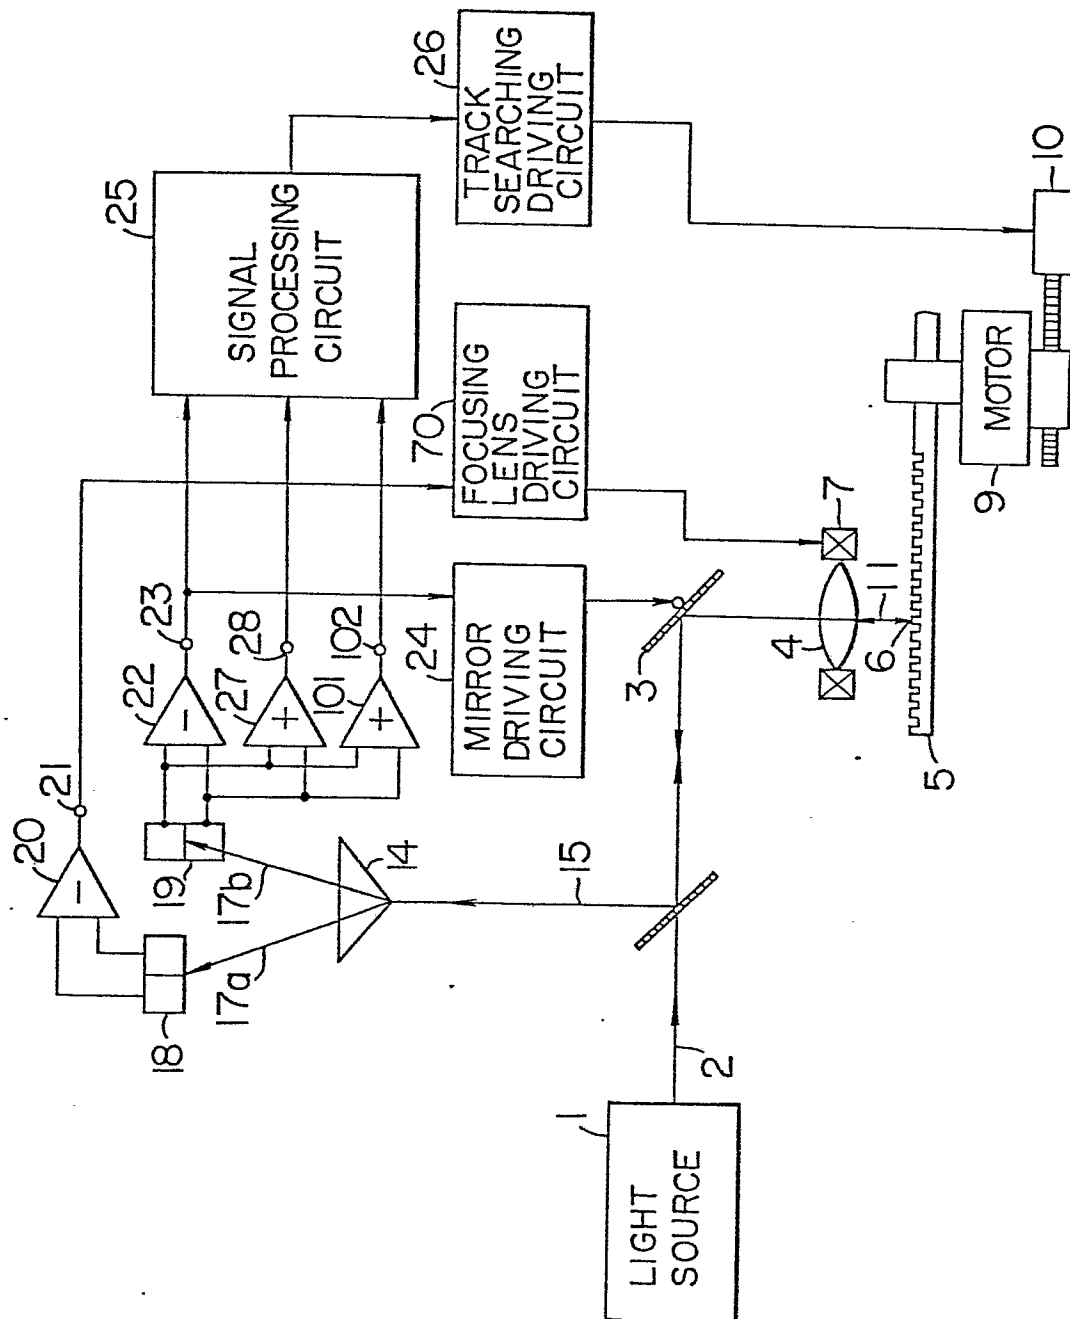 20
21
22
23
25
SIGNAL
PROCESSING
CIRCUIT
26
TRACK
SEARCHING
DRIVING
CIRCUIT
18
19
27
28
101
102
17a
17b
14
24
MIRROR
DRIVING
CIRCUIT
70
FOCUSING
LENS
DRIVING
CIRCUIT
15
1
LIGHT
SOURCE
2
3
4
7
6
11
5
9
MOTOR
10